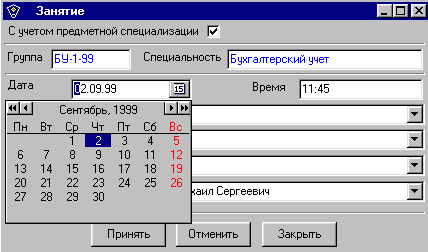 Занятие
С учетом предметной специализации
Группа БУ-1-99 Специальность Бухгалтерский учет
Дата 02.09.99 15 Время 11:45
Сентябрь, 1999
Пн Вт Ср Чт Пт Сб Вс
1 2 3 4 5
6 7 8 9 10 11 12
13 14 15 16 17 18 19
20 21 22 23 24 25 26
27 28 29 30
Сергеевич
Принять Отменить Закрыть